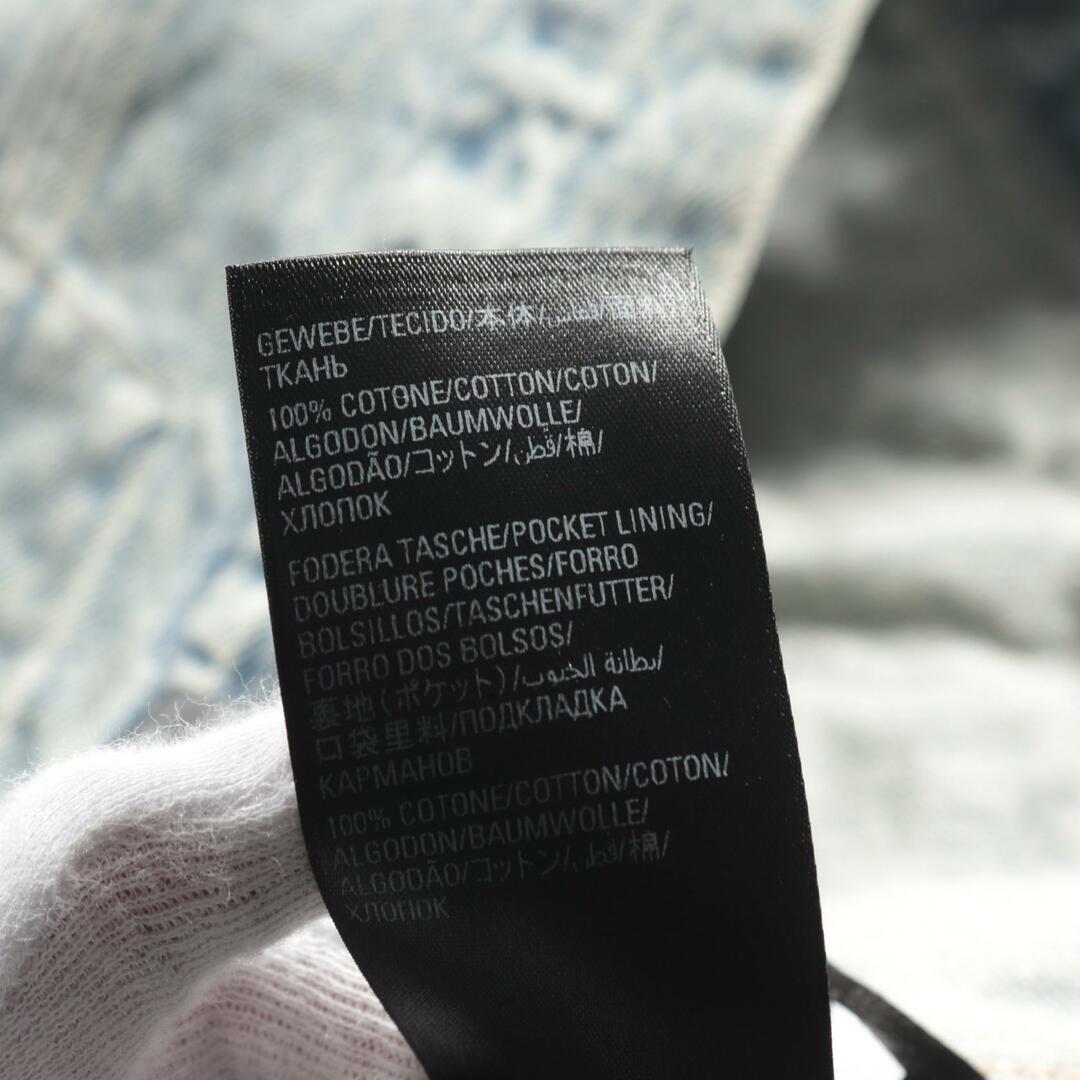 GEWEBE/TECIDO/本体/قماش/面料/
ТКАНЬ
100% COTONE/COTTON/COTON/
ALGODON/BAUMWOLLE/
ALGODÃO/コットン/قطن/棉/
ХЛОПОК
FODERA TASCHE/POCKET LINING/
DOUBLURE POCHES/FORRO
BOLSILLOS/TASCHENFUTTER/
FORRO DOS BOLSOS/
裏地(ポケット)/بطانة الجيوب/
口袋里料/ПОДКЛАДКА
КАРМАНОВ
100% COTONE/COTTON/COTON/
ALGODON/BAUMWOLLE/
ALGODÃO/コットン/قطن/棉/
ХЛОПОК